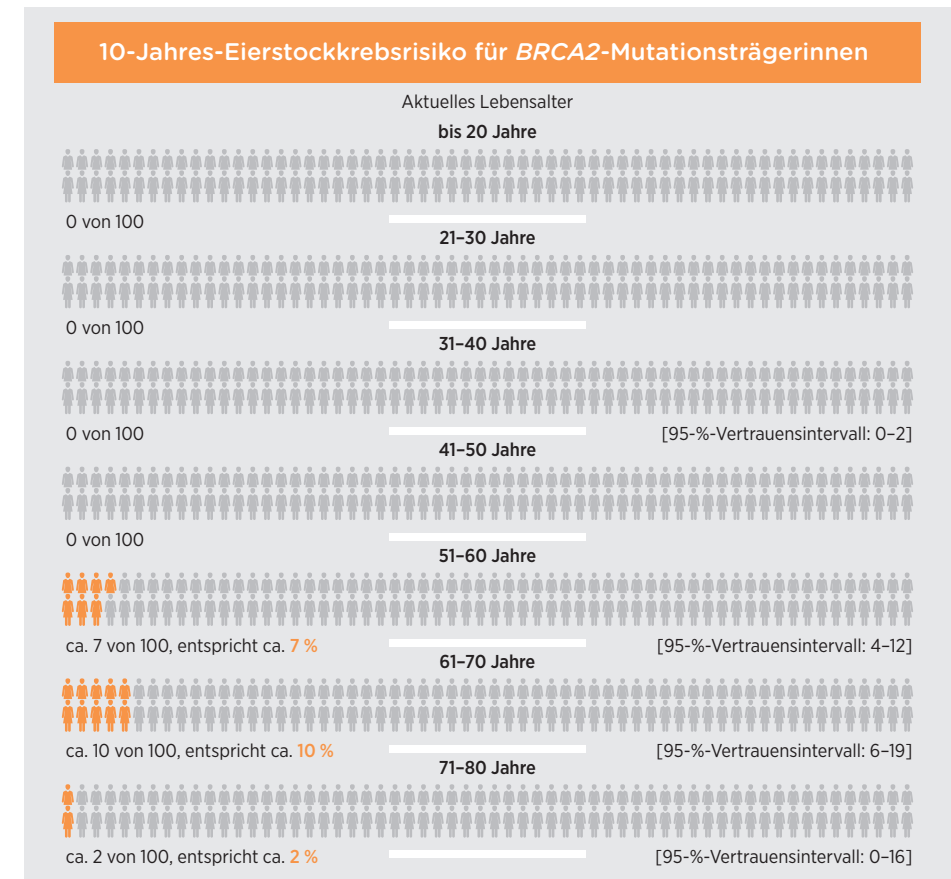 10-Jahres-Eierstockkrebsrisiko für BRCA2-Mutationsträgerinnen
Aktuelles Lebensalter
bis 20 Jahre
0 von 100
21–30 Jahre
0 von 100
31–40 Jahre
0 von 100 [95-%-Vertrauensintervall: 0–2]
41–50 Jahre
0 von 100
51–60 Jahre
ca. 7 von 100, entspricht ca. 7 % [95-%-Vertrauensintervall: 4–12]
61–70 Jahre
ca. 10 von 100, entspricht ca. 10 % [95-%-Vertrauensintervall: 6–19]
71–80 Jahre
ca. 2 von 100, entspricht ca. 2 % [95-%-Vertrauensintervall: 0–16]